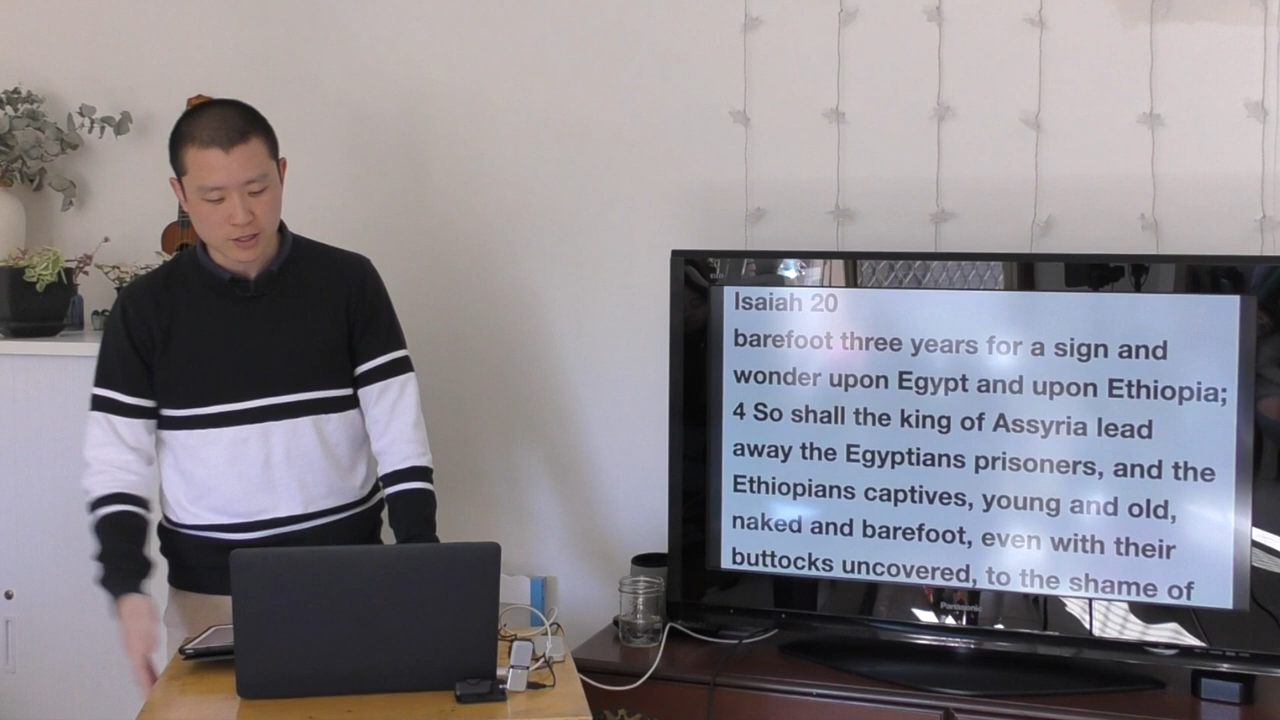 Isaiah 20
barefoot three years for a sign and
wonder upon Egypt and upon Ethiopia;
4 So shall the king of Assyria lead
away the Egyptians prisoners, and the
Ethiopians captives, young and old,
naked and barefoot, even with their
buttocks uncovered, to the shame of
Panasonic